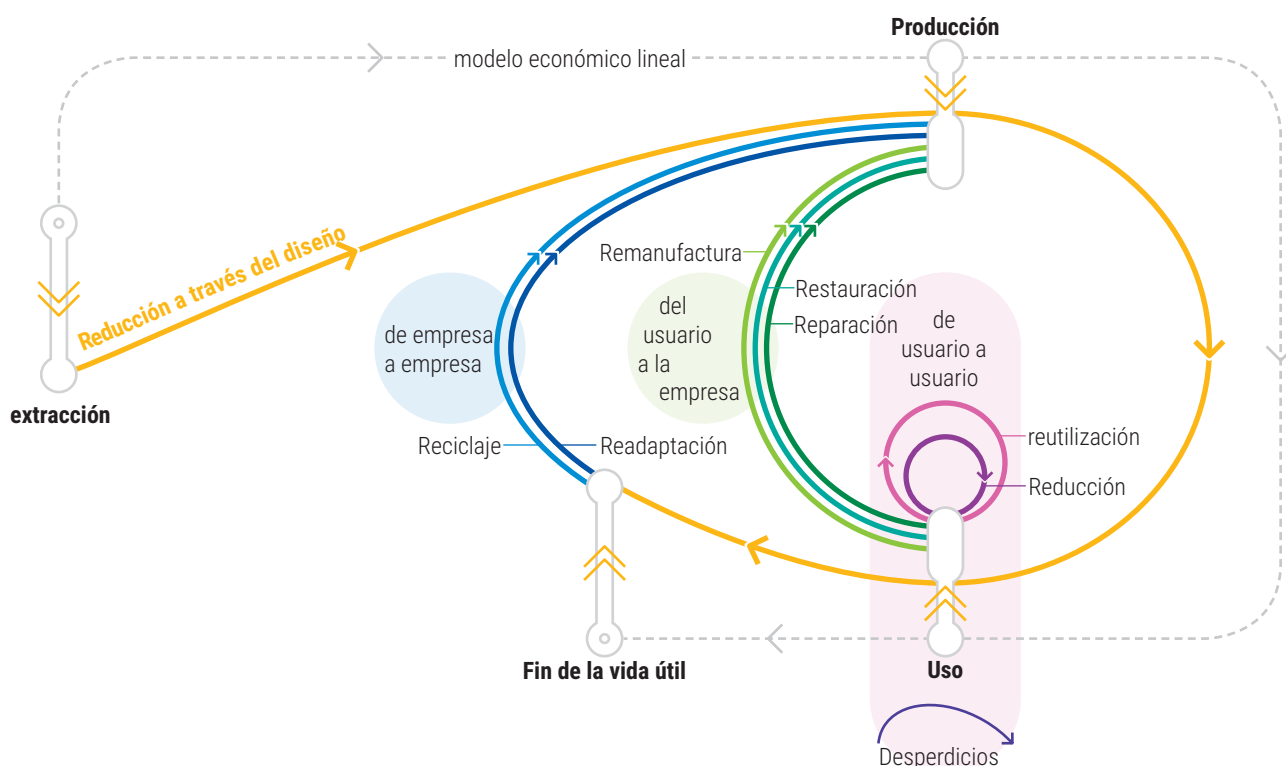 Producción
modelo económico lineal
Reducción a través del diseño
extracción
Remanufactura
Restauración
Reparación
de empresa
a empresa
del
usuario
a la
empresa
de
usuario a
usuario
Reciclaje
Readaptación
reutilización
Reducción
Fin de la vida útil
Uso
Desperdicios